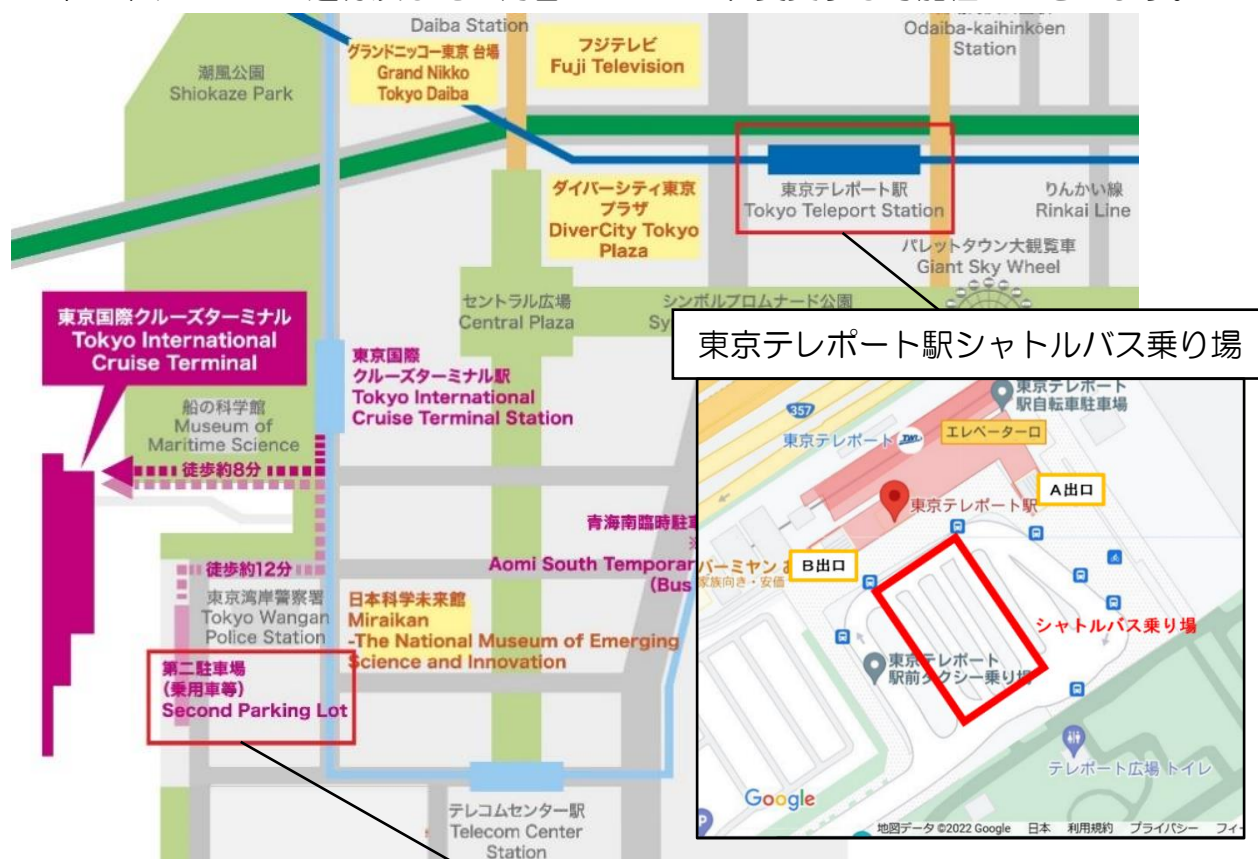 Daiba Station
グランドニッコー東京 台場
Grand Nikko
Tokyo Daiba
フジテレビ
Fuji Television
Odaiba-kaihinkoen
Station
潮風公園
Shiokaze Park
東京テレポート駅
Tokyo Teleport Station
りんかい線
Rinkai Line
ダイバーシティ東京
プラザ
DiverCity Tokyo
Plaza
パレットタウン大観覧車
Giant Sky Wheel
セントラル広場
Central Plaza
シンボルプロムナード公園
Sy
東京国際クルーズターミナル
Tokyo International
Cruise Terminal
東京国際
クルーズターミナル駅
Tokyo International
Cruise Terminal Station
船の科学館
Museum of
Maritime Science
徒歩約8分
徒歩約12分
青海南臨時駐車
Aomi South Temporar
(Bus
東京湾岸警察署
Tokyo Wangan
Police Station
日本科学未来館
Miraikan
-The National Museum of Emerging
Science and Innovation
第二駐車場
(乗用車等)
Second Parking Lot
テレコムセンター駅
Telecom Center
Station
東京テレポート駅シャトルバス乗り場
東京テレポート
駅自転車駐車場
357
東京テレポート
エレベーター口
A出口
東京テレポート駅
バーミヤン お
家族向き・安価
B出口
シャトルバス乗り場
東京テレポート
駅前タクシー乗り場
テレポート広場 トイレ
Google
地図データ ©2022 Google 日本 利用規約 プライバシー フィー